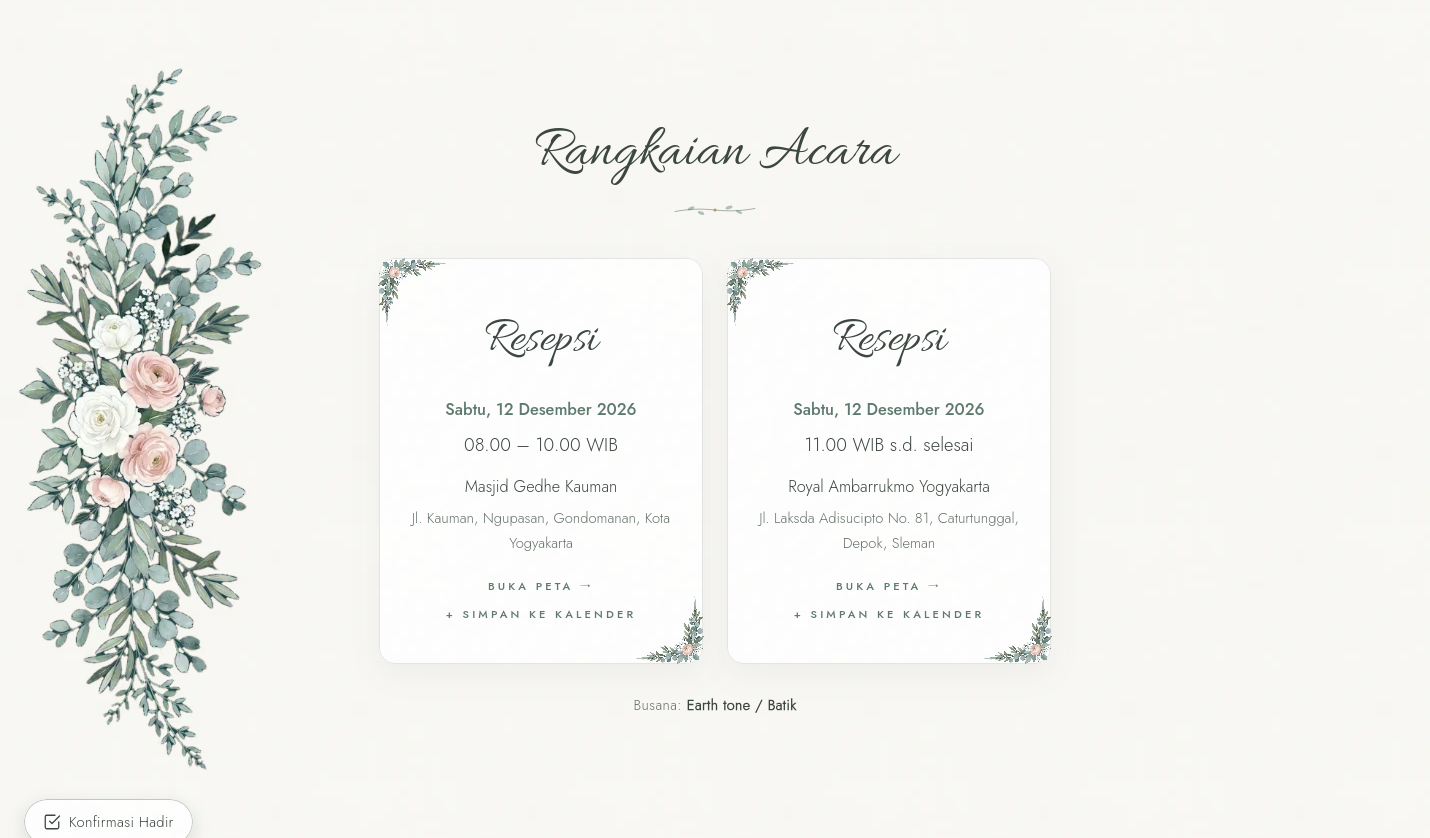 Rangkaian Acara
Resepsi
Sabtu, 12 Desember 2026
08.00 – 10.00 WIB
Masjid Gedhe Kauman
Jl. Kauman, Ngupasan, Gondomanan, Kota
Yogyakarta
BUKA PETA →
+ SIMPAN KE KALENDER
Resepsi
Sabtu, 12 Desember 2026
11.00 WIB s.d. selesai
Royal Ambarrukmo Yogyakarta
Jl. Laksda Adisucipto No. 81, Caturtunggal,
Depok, Sleman
BUKA PETA →
+ SIMPAN KE KALENDER
Busana: Earth tone / Batik
Konfirmasi Hadir